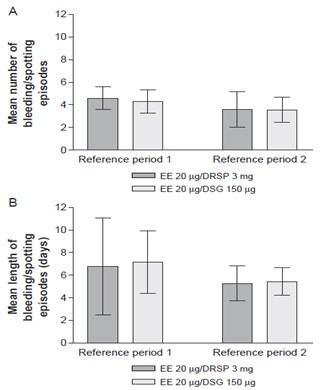 A
Mean number of
bleeding/spotting
episodes
12
10
8
6
4
2
0
Reference period 1
Reference period 2
EE 20 µg/DRSP 3 mg
EE 20 µg/DSG 150 µg
B
Mean length of
bleeding/spotting
episodes (days)
12
10
8
6
4
2
0
Reference period 1
Reference period 2
EE 20 µg/DRSP 3 mg
EE 20 µg/DSG 150 µg